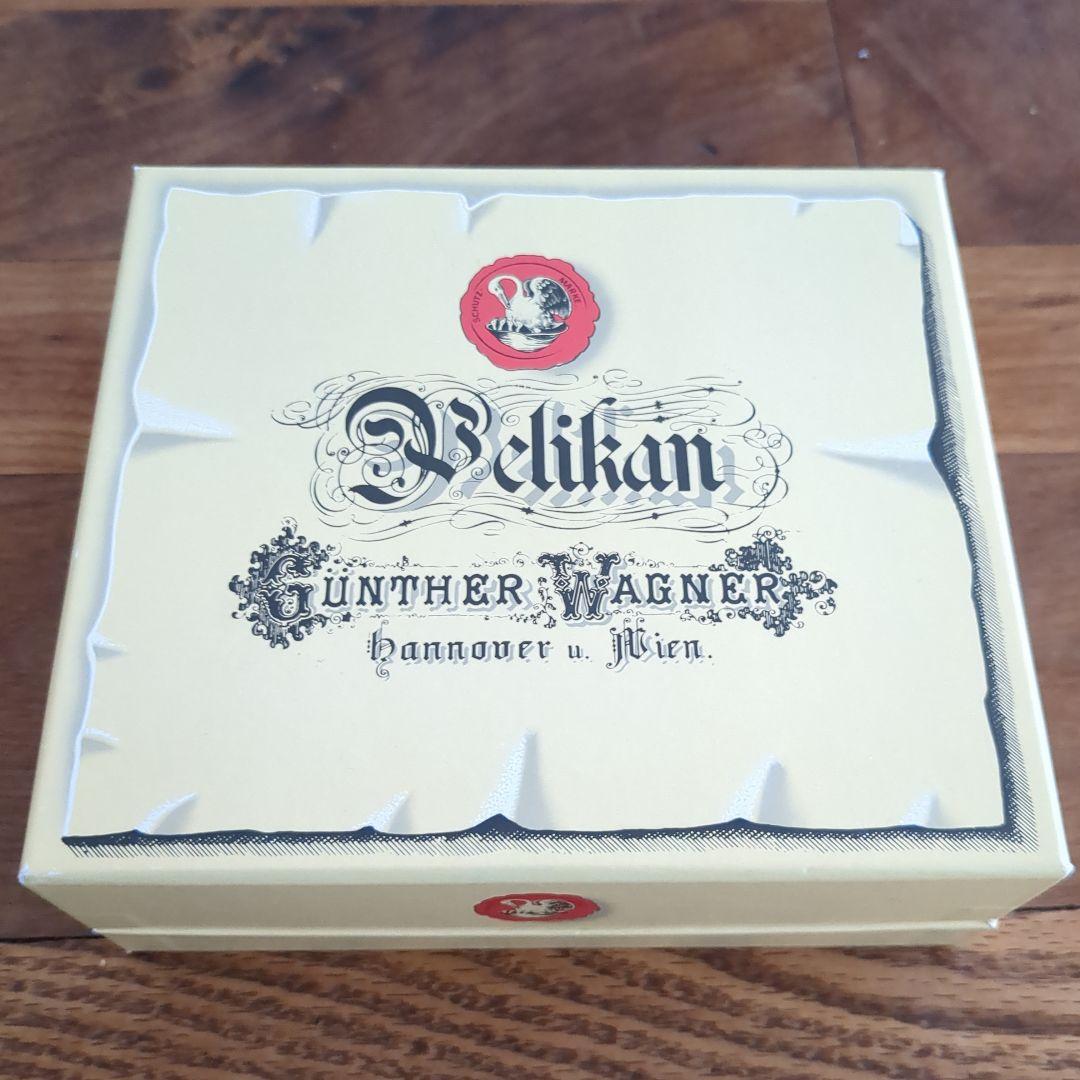 SCHUTZ MARKE
Pelikan
GÜNTHER WAGNER
Hannover u. Wien.